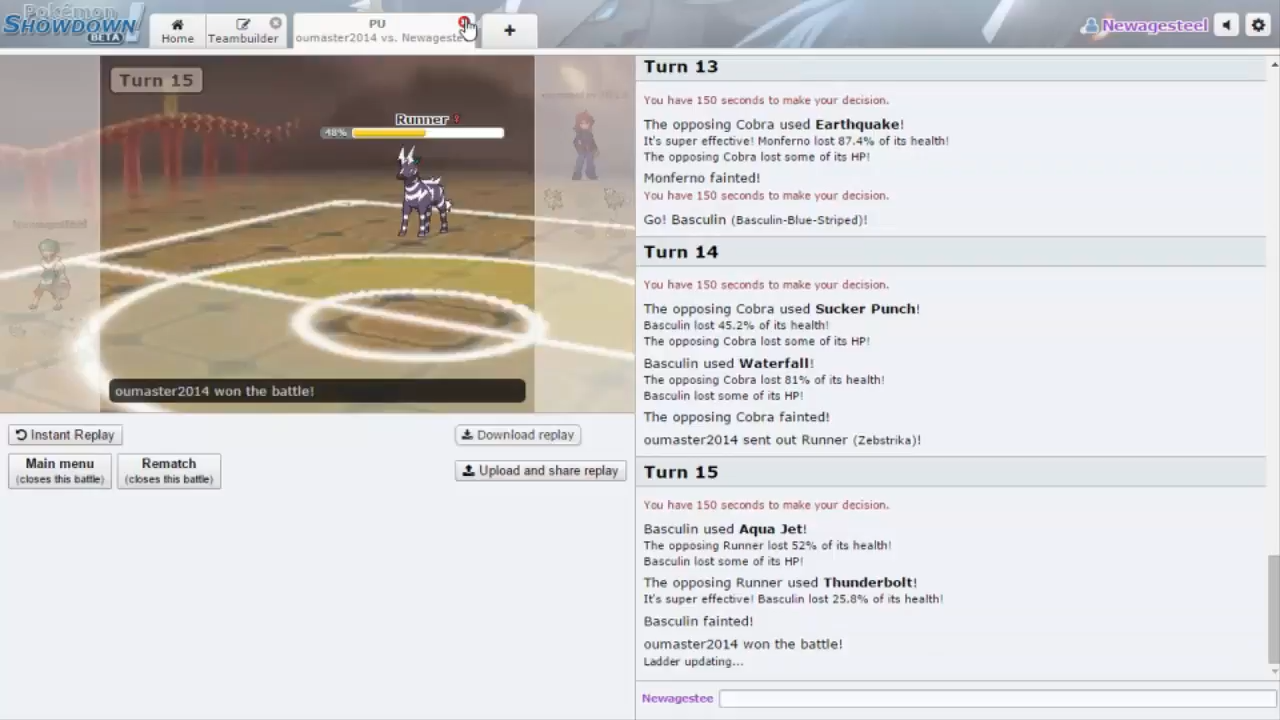 Pokémon
SHOWDOWN
BETA
Home
Teambuilder
PU
oumaster2014 vs. Newageste
+
Newagesteel
Turn 15
Runner
48%
oumaster2014 won the battle!
Instant Replay
Download replay
Main menu
(closes this battle)
Rematch
(closes this battle)
Upload and share replay
Turn 13
You have 150 seconds to make your decision.
The opposing Cobra used Earthquake!
It's super effective! Monferno lost 87.4% of its health!
The opposing Cobra lost some of its HP!
Monferno fainted!
You have 150 seconds to make your decision.
Go! Basculin (Basculin-Blue-Striped)!
Turn 14
You have 150 seconds to make your decision.
The opposing Cobra used Sucker Punch!
Basculin lost 45.2% of its health!
The opposing Cobra lost some of its HP!
Basculin used Waterfall!
The opposing Cobra lost 81% of its health!
Basculin lost some of its HP!
The opposing Cobra fainted!
oumaster2014 sent out Runner (Zebstrika)!
Turn 15
You have 150 seconds to make your decision.
Basculin used Aqua Jet!
The opposing Runner lost 52% of its health!
Basculin lost some of its HP!
The opposing Runner used Thunderbolt!
It's super effective! Basculin lost 25.8% of its health!
Basculin fainted!
oumaster2014 won the battle!
Ladder updating...
Newagestee